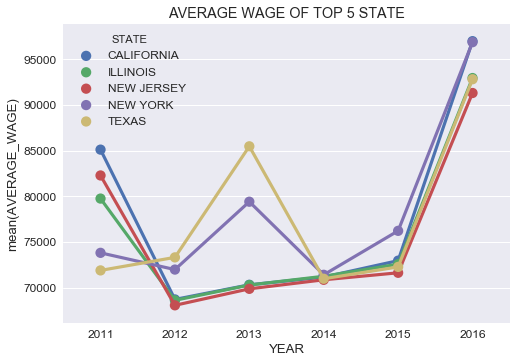 AVERAGE WAGE OF TOP 5 STATE
STATE
CALIFORNIA
ILLINOIS
NEW JERSEY
NEW YORK
TEXAS
mean(AVERAGE_WAGE)
95000
90000
85000
80000
75000
70000
2011 2012 2013 2014 2015 2016
YEAR